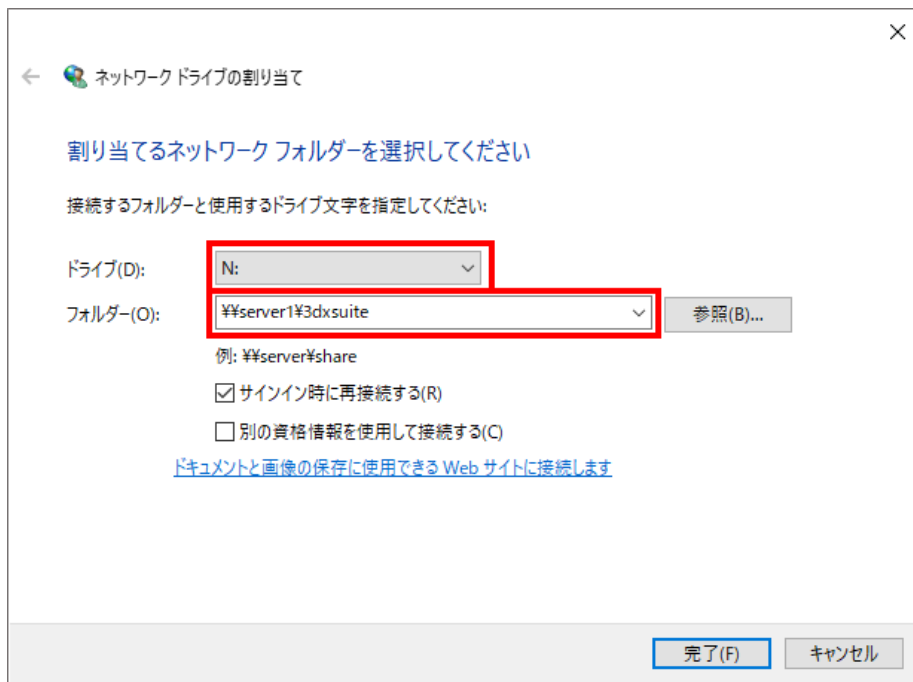 ネットワーク ドライブの割り当て
割り当てるネットワーク フォルダーを選択してください
接続するフォルダーと使用するドライブ文字を指定してください:
ドライブ(D): N:
フォルダー(O): ¥¥server1¥3dxsuite 参照(B)...
例: ¥¥server¥share
サインイン時に再接続する(R)
別の資格情報を使用して接続する(C)
ドキュメントと画像の保存に使用できる Web サイトに接続します
完了(F) キャンセル